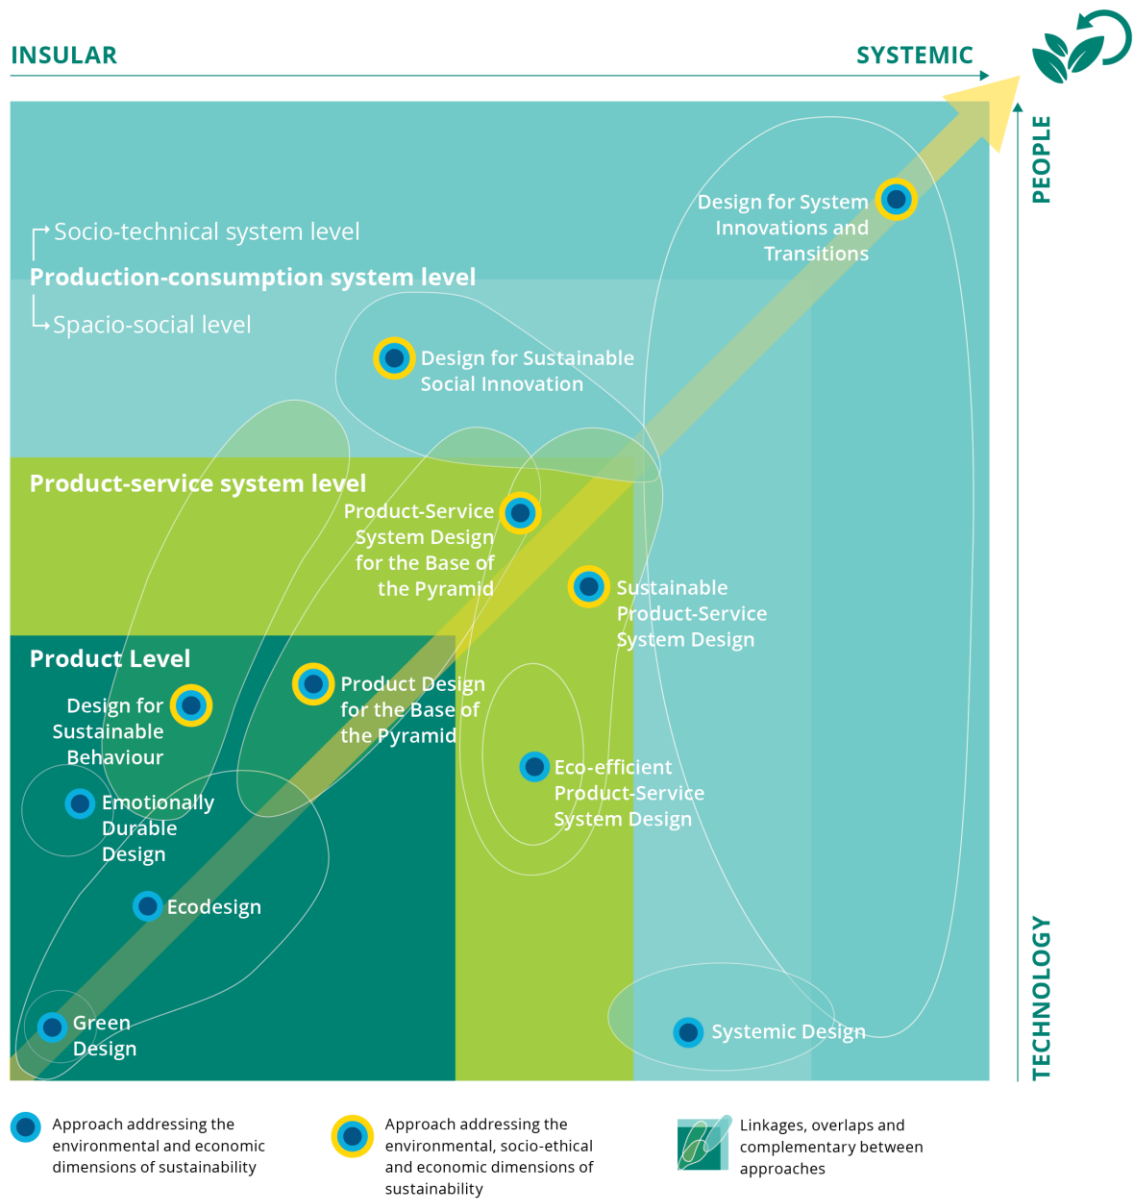 INSULAR
SYSTEMIC
PEOPLE
Design for System
Innovations and
Transitions
Socio-technical system level
Production-consumption system level
Spacio-social level
Design for Sustainable
Social Innovation
Product-service system level
Product-Service
System Design
for the Base of
the Pyramid
Sustainable
Product-Service
System Design
Product Level
Design for
Sustainable
Behaviour
Product Design
for the Base of
the Pyramid
Eco-efficient
Product-Service
System Design
Emotionally
Durable
Design
Ecodesign
Green
Design
Systemic Design
TECHNOLOGY
Approach addressing the
environmental and economic
dimensions of sustainability
Approach addressing the
environmental, socio-ethical
and economic dimensions of
sustainability
Linkages, overlaps and
complementary between
approaches